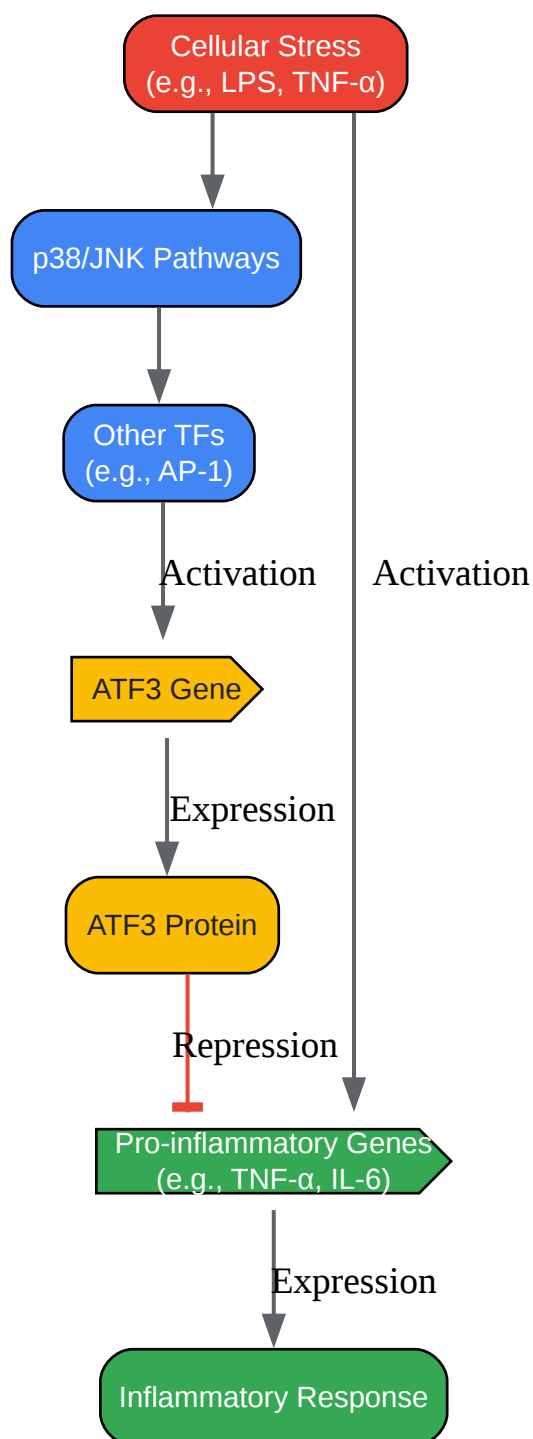 Cellular Stress
(e.g., LPS, TNF-α)
p38/JNK Pathways
Other TFs
(e.g., AP-1)
Activation
Activation
ATF3 Gene
Expression
ATF3 Protein
Repression
Pro-inflammatory Genes
(e.g., TNF-α, IL-6)
Expression
Inflammatory Response